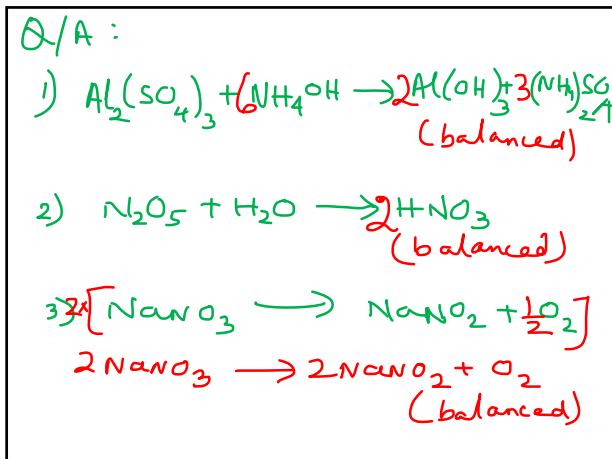 Q/A :
1) Al₂(SO₄)₃ + 6NH₄OH → 2Al(OH)₃ + 3(NH₄)₂SO₄
(balanced)
2) N₂O₅ + H₂O → 2HNO₃
(balanced)
3) 2x[NaNO₃ → NaNO₂ + 1/2 O₂]
2NaNO₃ → 2NaNO₂ + O₂
(balanced)